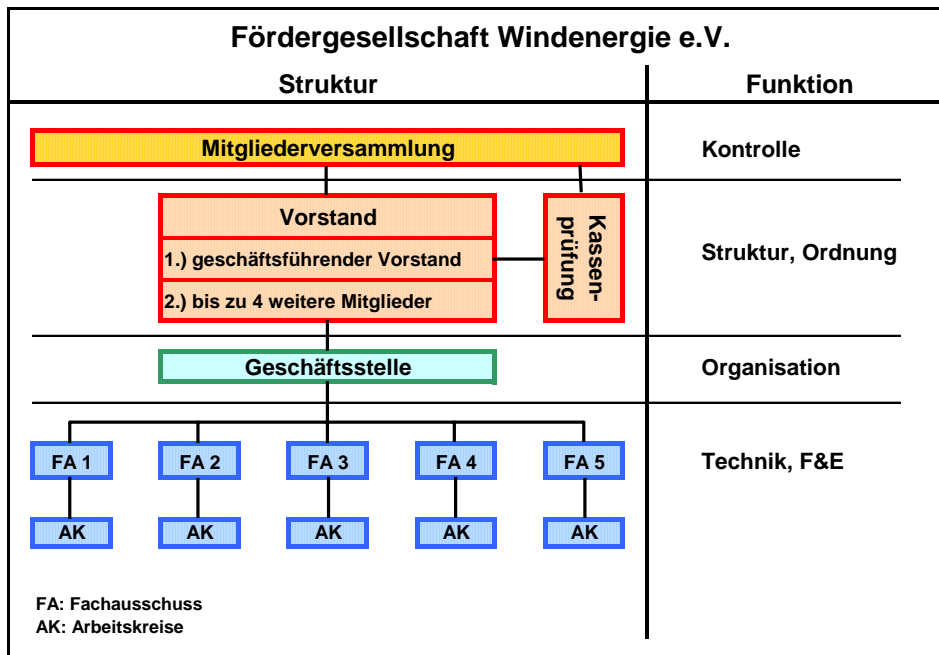 Fördergesellschaft Windenergie e.V.
Struktur
Funktion
Mitgliederversammlung
Kontrolle
Vorstand
1.) geschäftsführender Vorstand
2.) bis zu 4 weitere Mitglieder
Kassen-
prüfung
Struktur, Ordnung
Geschäftsstelle
Organisation
FA 1
FA 2
FA 3
FA 4
FA 5
Technik, F&E
AK
AK
AK
AK
AK
FA: Fachausschuss
AK: Arbeitskreise